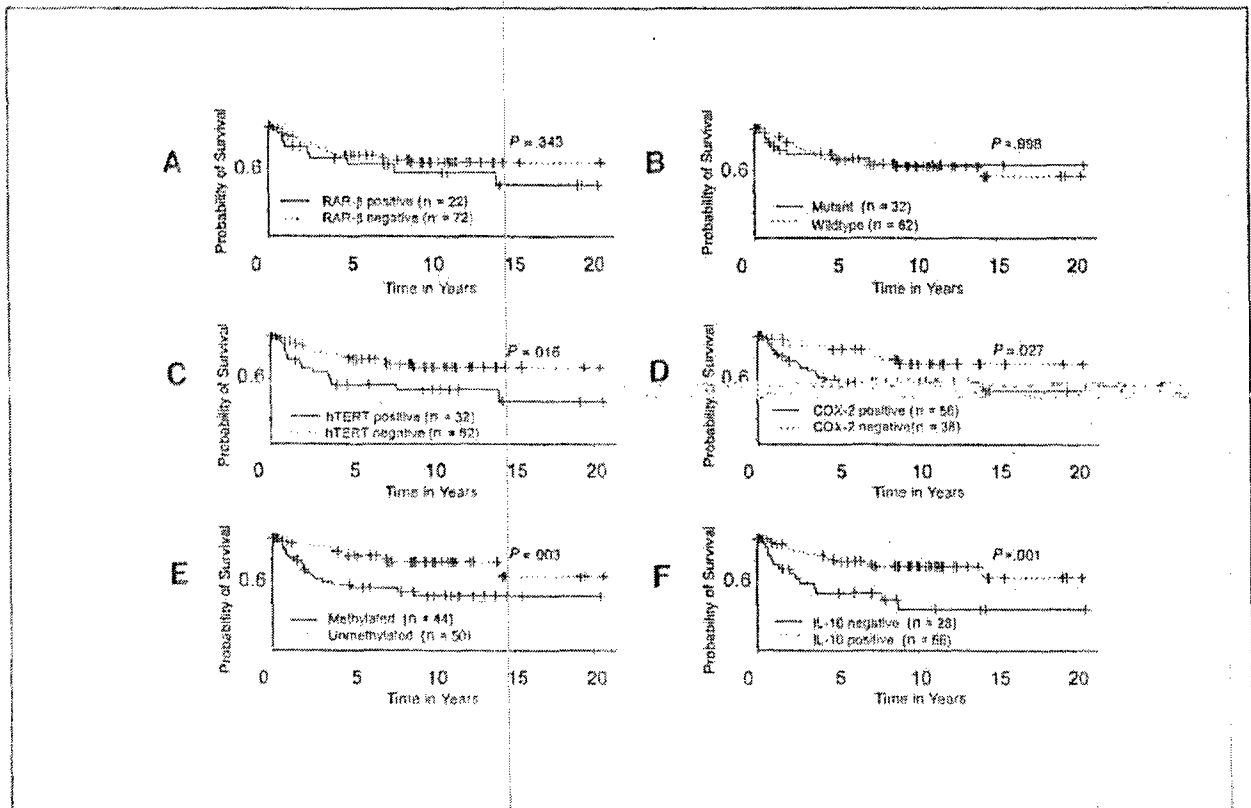 A
Probability of Survival
0.6
P = .343
RAR-β positive (n = 22)
RAR-β negative (n = 72)
0 5 10 15 20
Time in Years
B
Probability of Survival
0.6
P = .998
Mutant (n = 32)
Wildtype (n = 62)
0 5 10 15 20
Time in Years
C
Probability of Survival
0.6
P = .016
hTERT positive (n = 32)
hTERT negative (n = 62)
0 5 10 15 20
Time in Years
D
Probability of Survival
0.6
P = .027
COX-2 positive (n = 56)
COX-2 negative (n = 38)
0 5 10 15 20
Time in Years
E
Probability of Survival
0.6
P = .003
Methylated (n = 44)
Unmethylated (n = 50)
0 5 10 15 20
Time in Years
F
Probability of Survival
0.6
P = .001
IL-10 negative (n = 28)
IL-10 positive (n = 66)
0 5 10 15 20
Time in Years